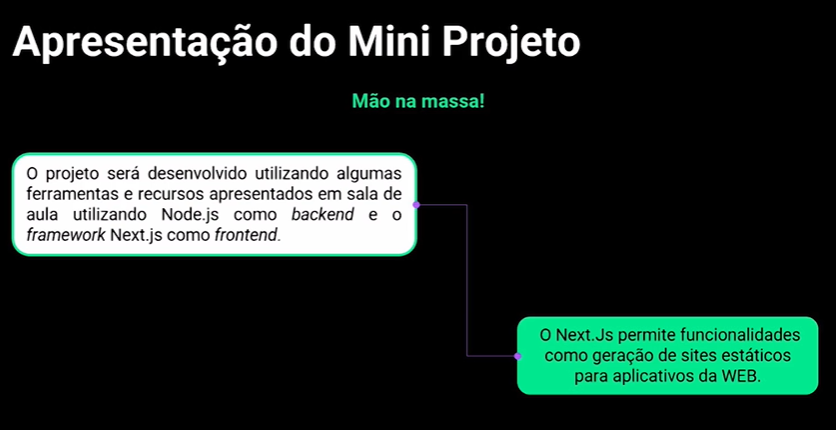 Apresentação do Mini Projeto
Mão na massa!
O projeto será desenvolvido utilizando algumas
ferramentas e recursos apresentados em sala de
aula utilizando Node.js como backend e o
framework Next.js como frontend.
O Next.Js permite funcionalidades
como geração de sites estáticos
para aplicativos da WEB.